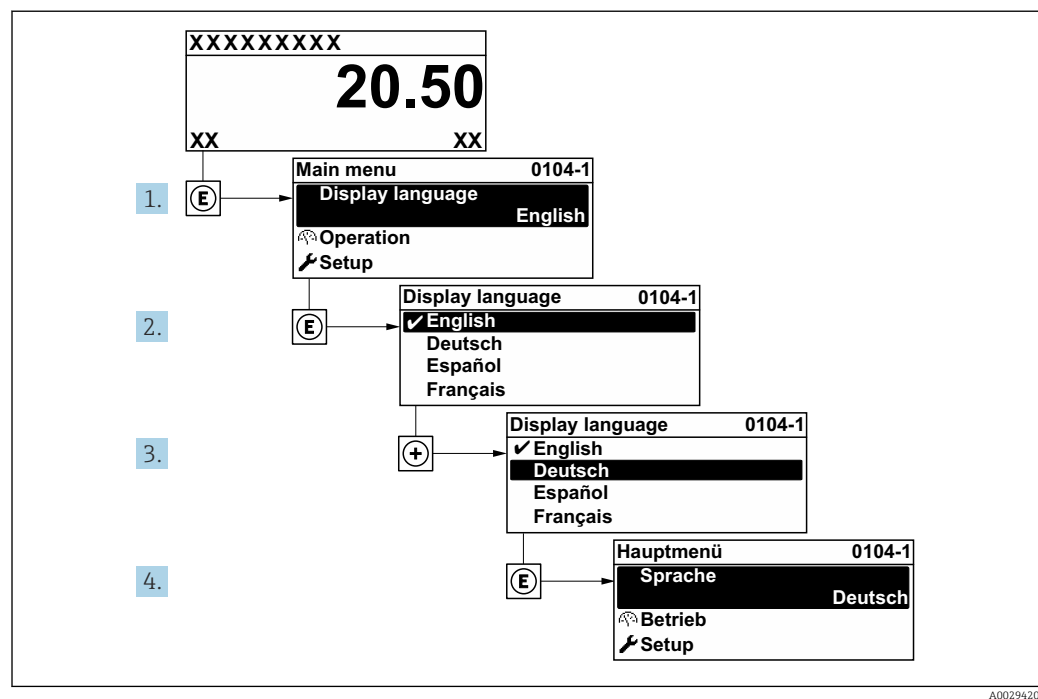 XXXXXXXXX
20.50
XX XX
1.
E
Main menu 0104-1
Display language
English
Operation
Setup
2.
E
Display language 0104-1
✔ English
Deutsch
Español
Français
3.
+
Display language 0104-1
✔ English
Deutsch
Español
Français
4.
E
Hauptmenü 0104-1
Sprache
Deutsch
Betrieb
Setup
A0029420